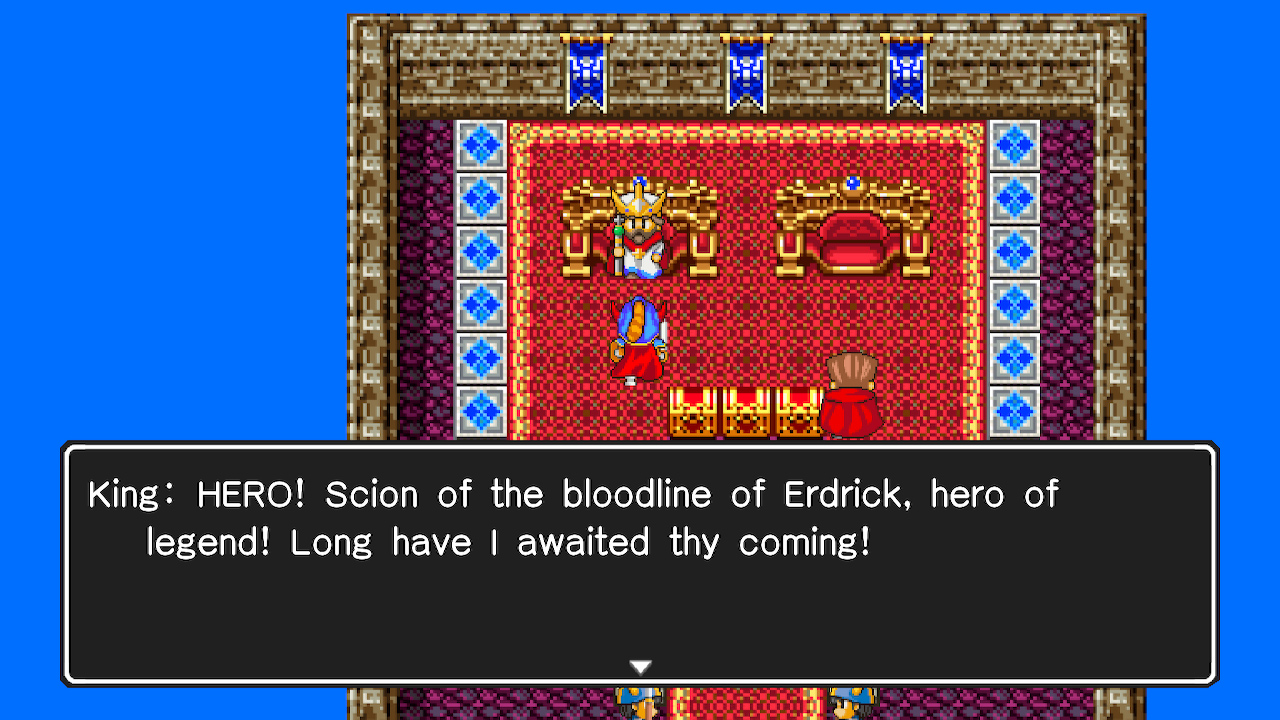 King: HERO! Scion of the bloodline of Erdrick, hero of
legend! Long have I awaited thy coming!